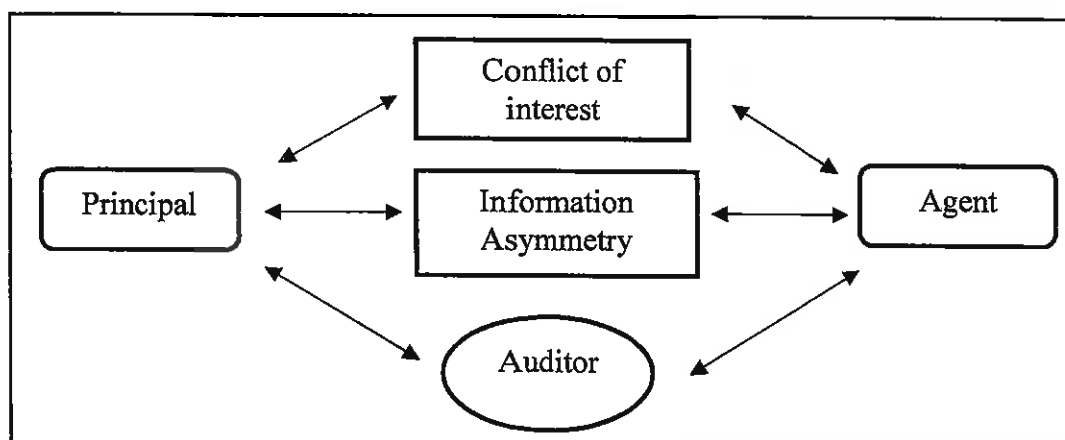 Conflict of
interest
Principal
Information
Asymmetry
Agent
Auditor